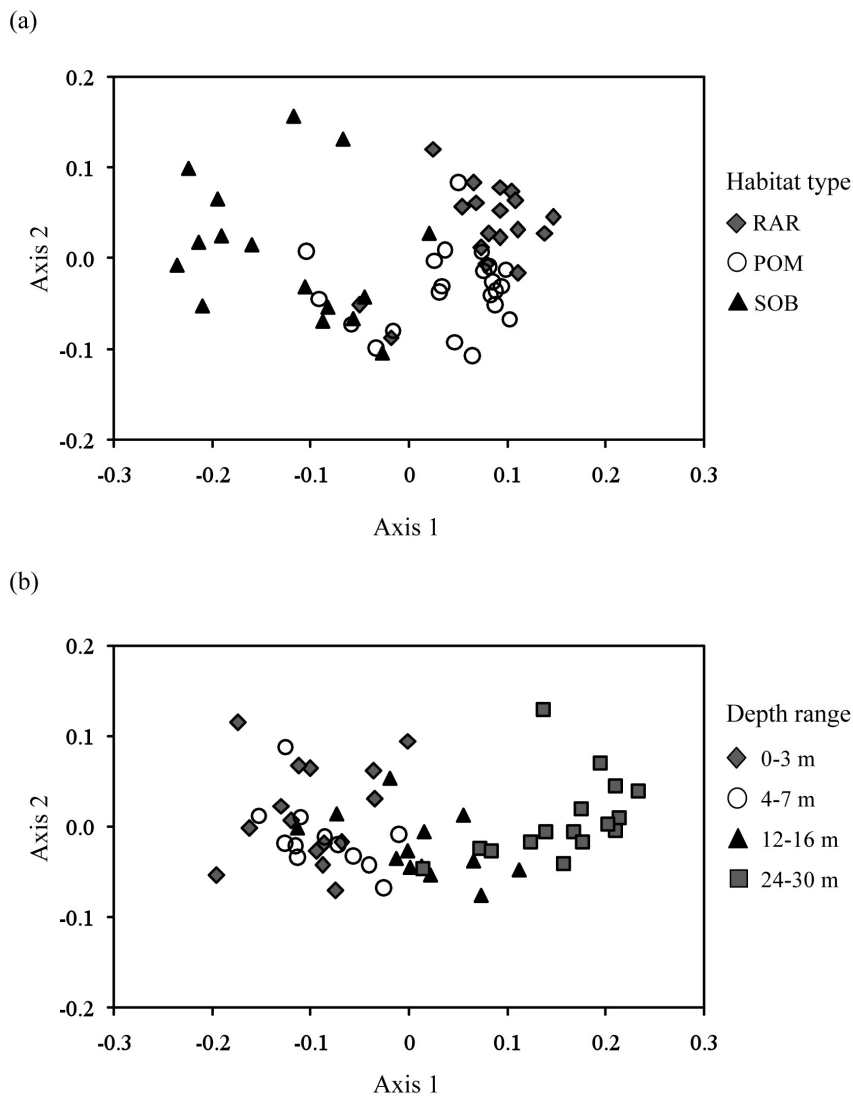 (a)
0.2
0.1
0.0
-0.1
-0.2
Axis 2
-0.3 -0.2 -0.1 0 0.1 0.2 0.3
Axis 1
Habitat type
RAR
POM
SOB
(b)
0.2
0.1
0.0
-0.1
-0.2
Axis 2
-0.3 -0.2 -0.1 0 0.1 0.2 0.3
Axis 1
Depth range
0-3 m
4-7 m
12-16 m
24-30 m